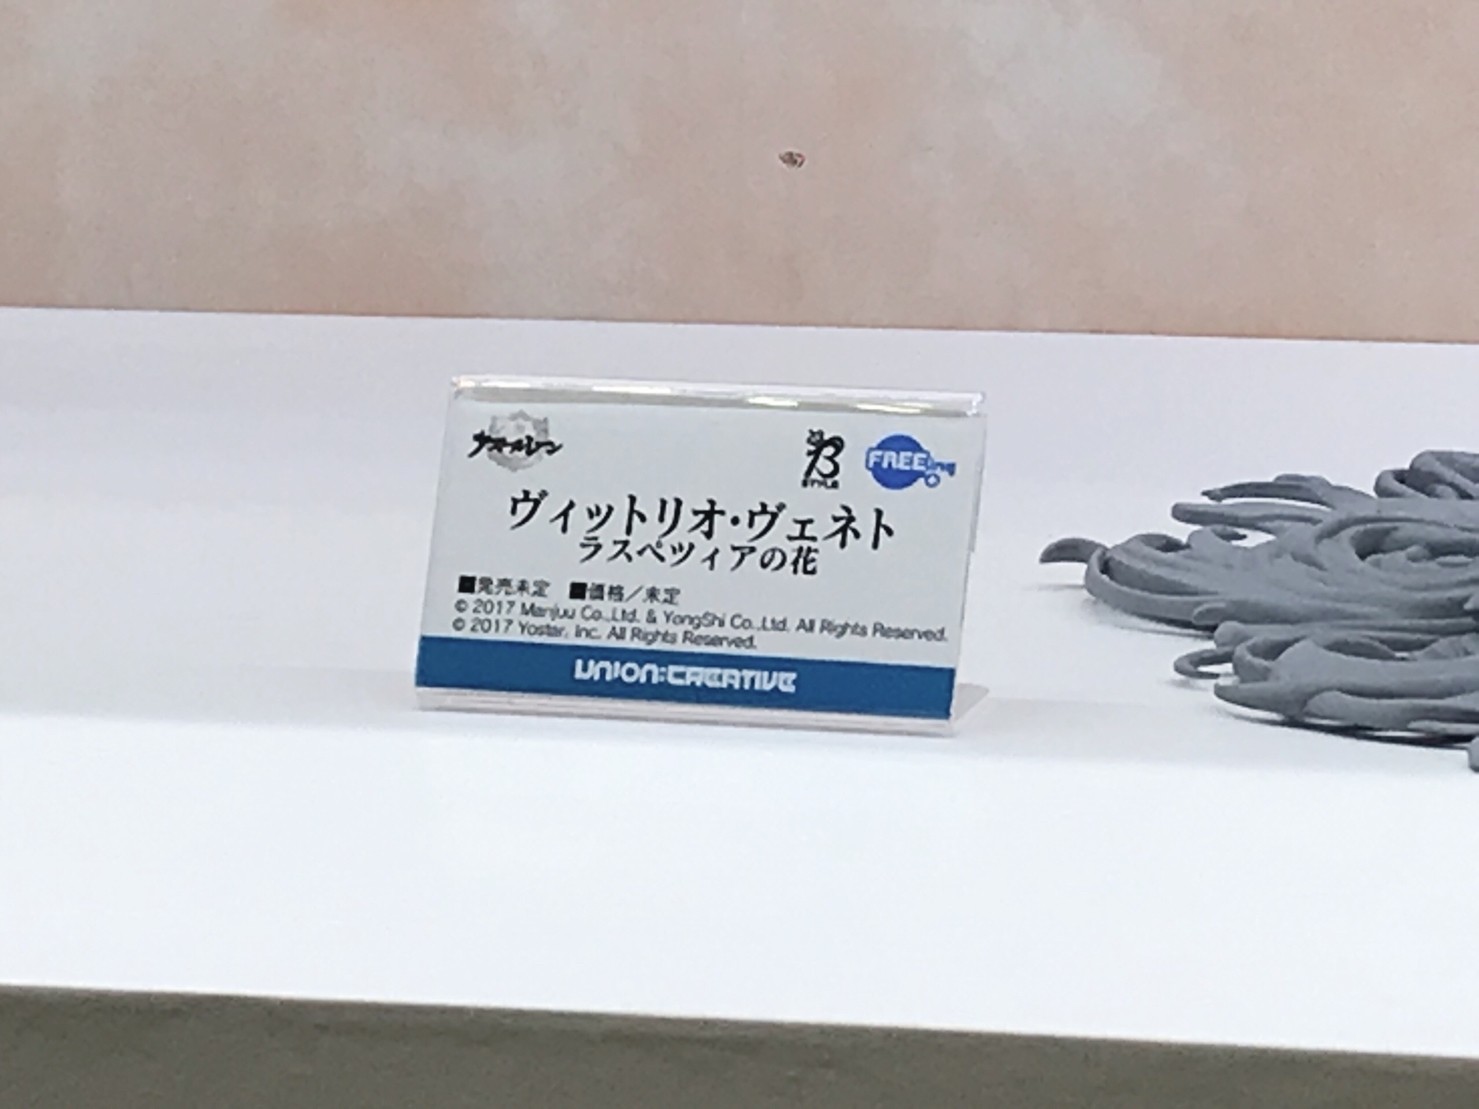 アズールレーン
B STYLE FREEing
ヴィットリオ・ヴェネト
ラスペツィアの花
■発売未定 ■価格／未定
© 2017 Manjuu Co.,Ltd. & YongShi Co.,Ltd. All Rights Reserved.
© 2017 Yostar, Inc. All Rights Reserved.
UNION:CREATIVE